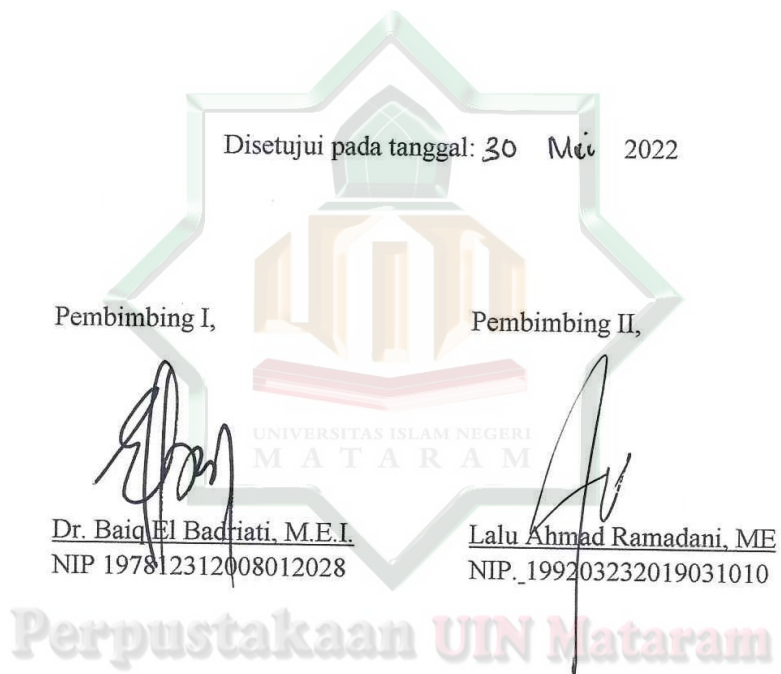 Disetujui pada tanggal: 30 Mei 2022
Pembimbing I,
Pembimbing II,
UNIVERSITAS ISLAM NEGERI
MATARAM
Dr. Baiq El Badriati, M.E.I.
NIP 197812312008012028
Lalu Ahmad Ramadani, ME
NIP. 199203232019031010
Perpustakaan UIN Mataram